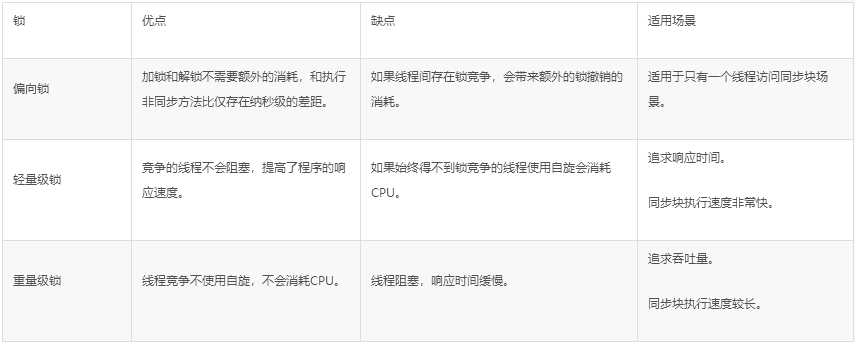 锁 优点 缺点 适用场景
偏向锁
加锁和解锁不需要额外的消耗，和执行
非同步方法比仅存在纳秒级的差距。
如果线程间存在锁竞争，会带来额外的锁撤销的
消耗。
适用于只有一个线程访问同步块场
景。
轻量级锁
竞争的线程不会阻塞，提高了程序的响
应速度。
如果始终得不到锁竞争的线程使用自旋会消耗
CPU。
追求响应时间。
同步块执行速度非常快。
重量级锁
线程竞争不使用自旋，不会消耗CPU。
线程阻塞，响应时间缓慢。
追求吞吐量。
同步块执行速度较长。